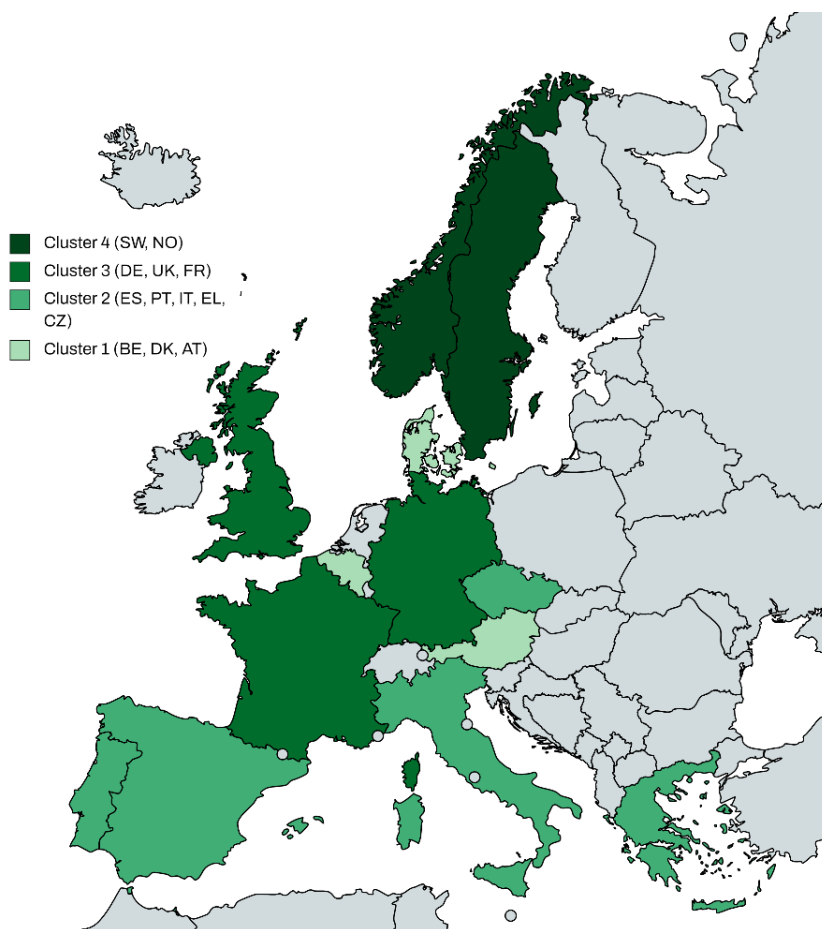 Cluster 4 (SW, NO)
Cluster 3 (DE, UK, FR)
Cluster 2 (ES, PT, IT, EL,
CZ)
Cluster 1 (BE, DK, AT)